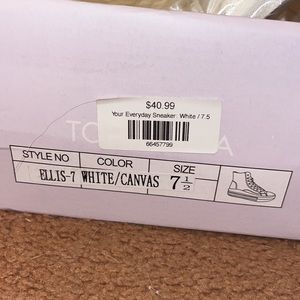 $40.99
Your Everyday Sneaker: White / 7.5
66457799
STYLE NO COLOR SIZE
ELLIS-7 WHITE/CANVAS 7 1/2